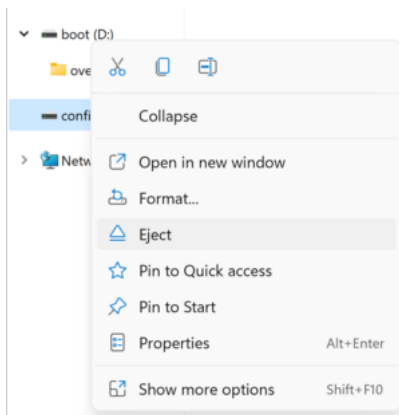 boot (D:)
ove
confi
Netw
Collapse
Open in new window
Format...
Eject
Pin to Quick access
Pin to Start
Properties Alt+Enter
Show more options Shift+F10